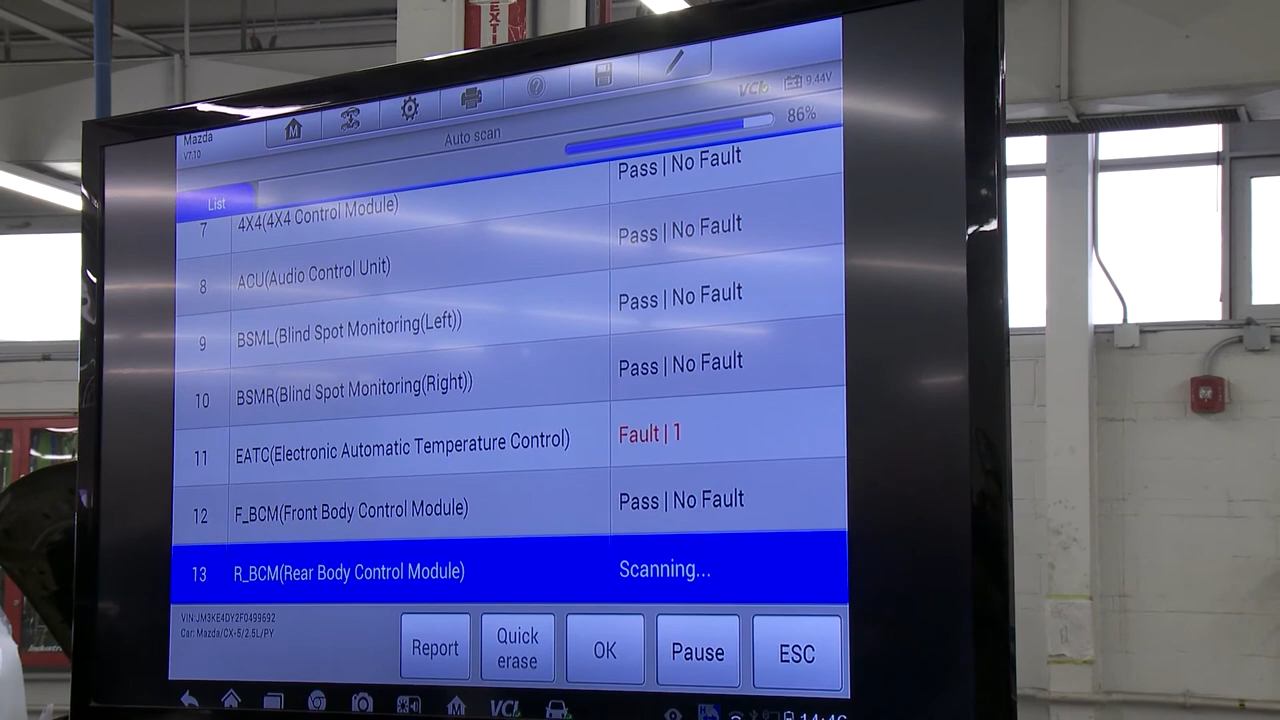 EXIT
Mazda
V7.10
Auto scan
VCI
9.44V
86%
List
Pass | No Fault
7 4X4(4X4 Control Module) Pass | No Fault
8 ACU(Audio Control Unit) Pass | No Fault
9 BSML(Blind Spot Monitoring(Left)) Pass | No Fault
10 BSMR(Blind Spot Monitoring(Right))
11 EATC(Electronic Automatic Temperature Control) Fault | 1
12 F_BCM(Front Body Control Module) Pass | No Fault
13 R_BCM(Rear Body Control Module) Scanning...
VIN:JM3KE4DY2F0499692
Car: Mazda/CX-5/2.5L/PY
Report
Quick
erase
OK
Pause
ESC
VCI
14:46